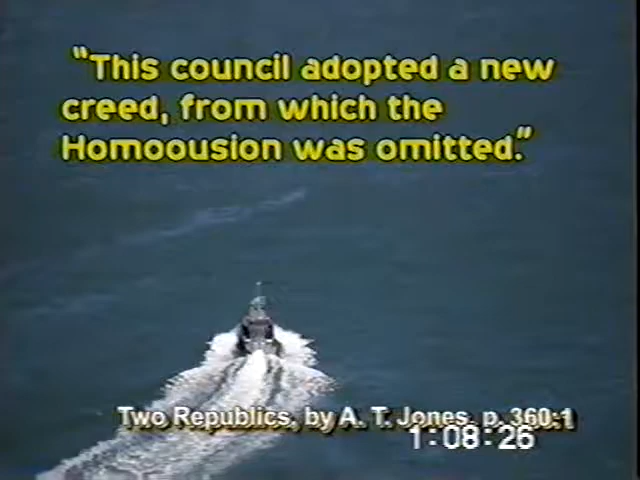 “This council adopted a new
creed, from which the
Homoousion was omitted.”
Two Republics, by A. T. Jones, p. 360:1
1:08:26